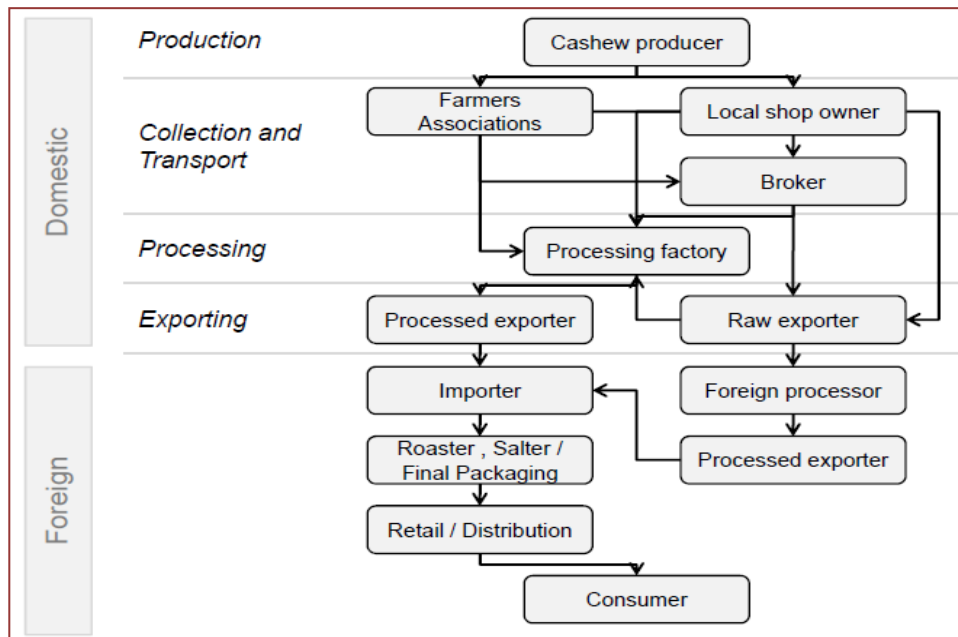 Domestic
Production
Cashew producer
Collection and
Transport
Farmers
Associations
Local shop owner
Broker
Processing
Processing factory
Exporting
Processed exporter
Raw exporter
Foreign
Importer
Foreign processor
Roaster , Salter /
Final Packaging
Processed exporter
Retail / Distribution
Consumer